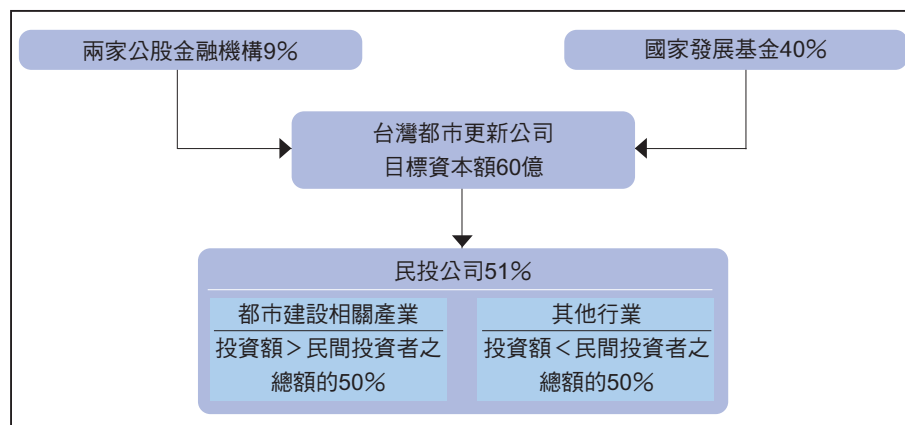 兩家公股金融機構9%
國家發展基金40%
台灣都市更新公司
目標資本額60億
民投公司51%
都市建設相關產業
投資額＞民間投資者之
總額的50%
其他行業
投資額＜民間投資者之
總額的50%